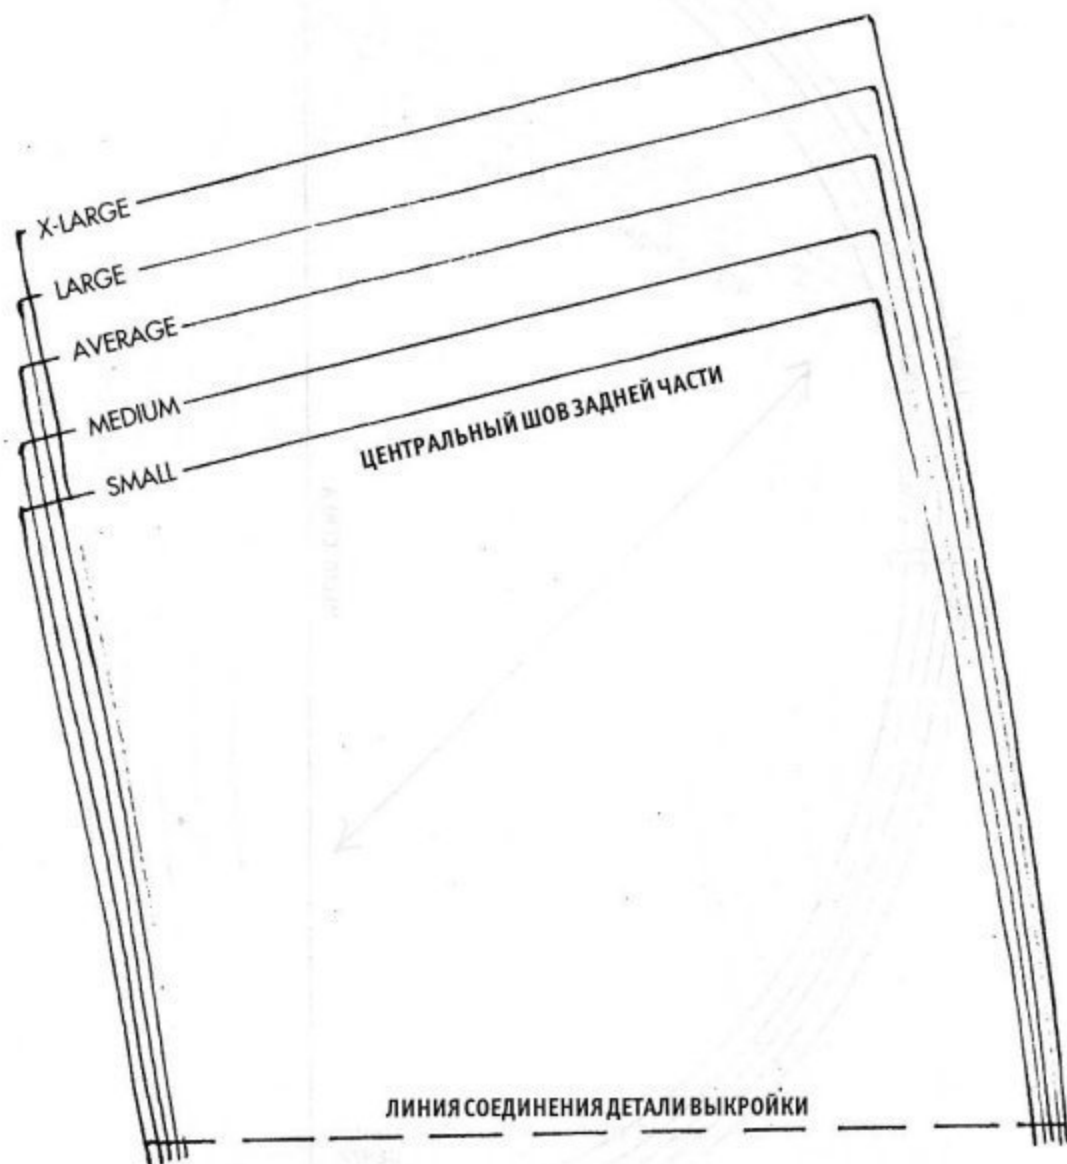 X-LARGE
LARGE
AVERAGE
MEDIUM
SMALL
ЦЕНТРАЛЬНЫЙ ШОВ ЗАДНЕЙ ЧАСТИ
ЛИНИЯ СОЕДИНЕНИЯ ДЕТАЛИ ВЫКРОЙКИ